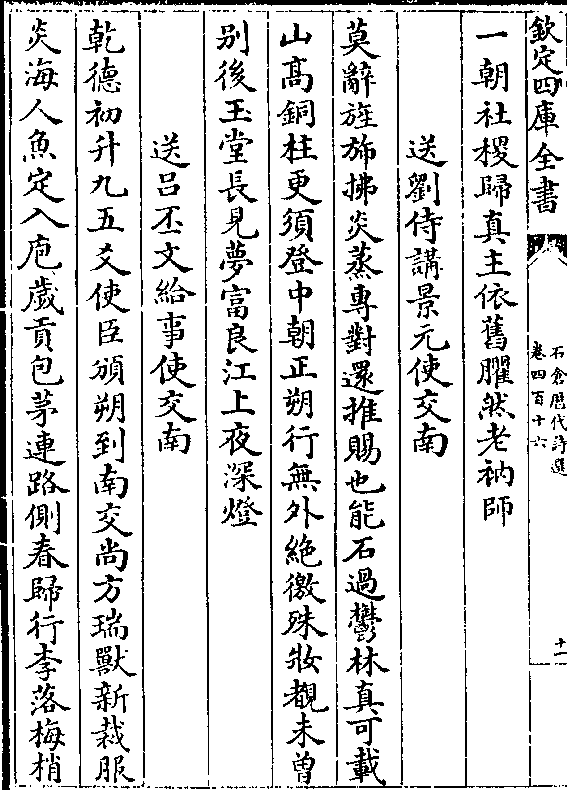 欽定四庫全書
石倉歷代詩選
卷四百十六
十一
一朝社稷歸真主依舊臞然老衲師
送劉侍講景元使交南
莫辭旌斾拂炎蒸專對還推賜也能石過鬱林真可載
山髙銅柱更須登中朝正朔行無外絶徼殊妝覩未曾
别後玉堂長見夢富良江上夜深燈
送吕丕文給事使交南
乾德初升九五爻使臣頒朔到南交尚方瑞獸新裁服
炎海人魚定入庖歲貢包茅連路側春歸行李落梅梢